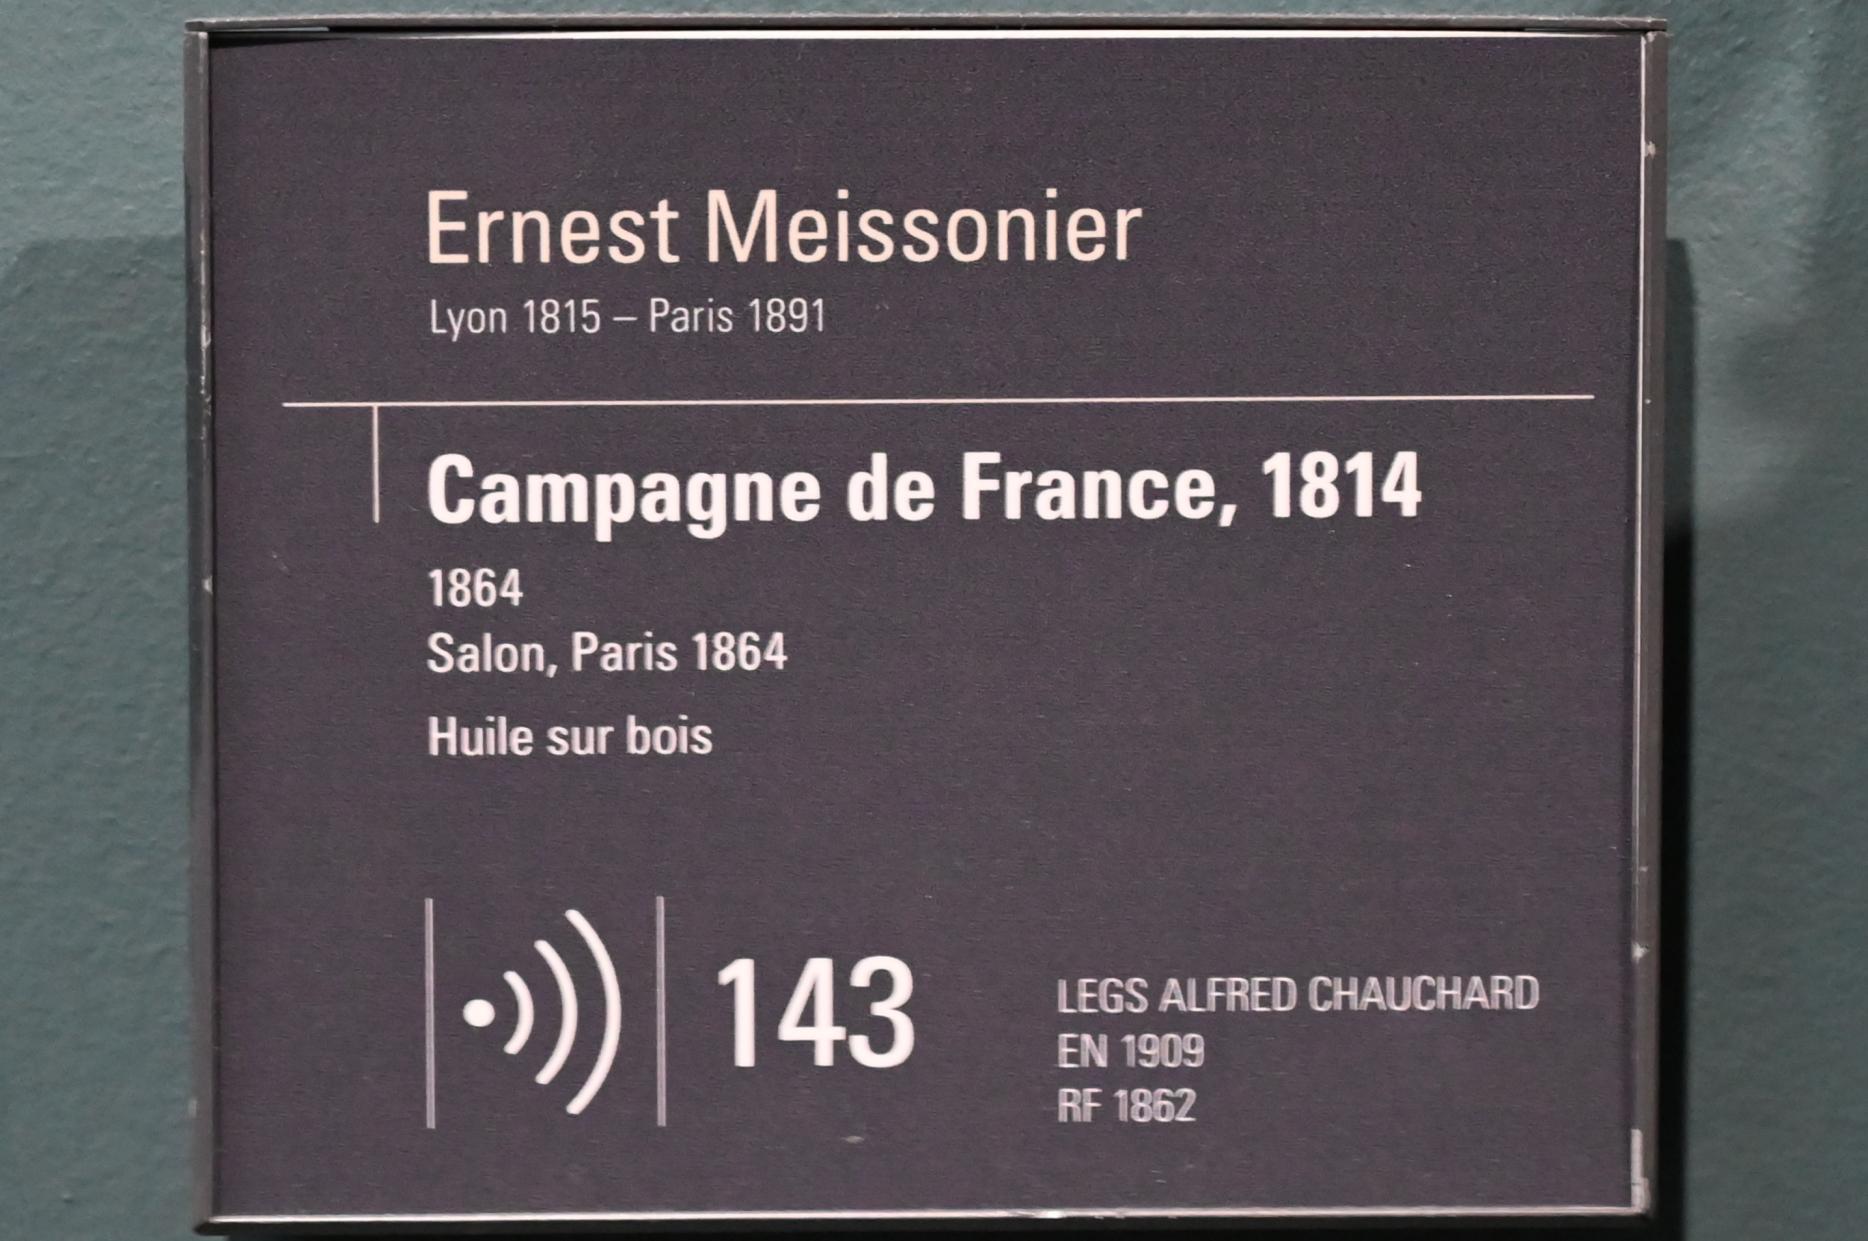 Ernest Meissonier
Lyon 1815 – Paris 1891
Campagne de France, 1814
1864
Salon, Paris 1864
Huile sur bois
143
LEGS ALFRED CHAUCHARD
EN 1909
RF 1862